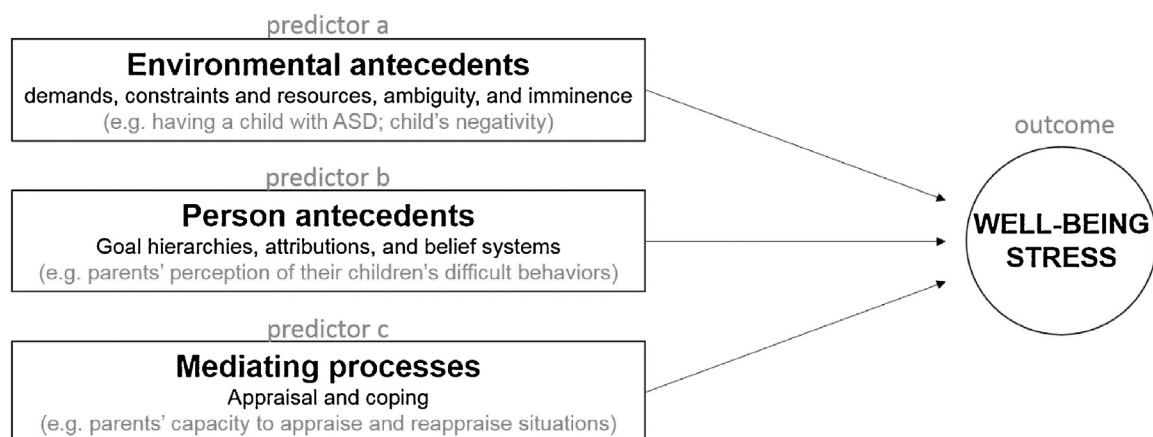 predictor a
Environmental antecedents
demands, constraints and resources, ambiguity, and imminence
(e.g. having a child with ASD; child's negativity)
predictor b
Person antecedents
Goal hierarchies, attributions, and belief systems
(e.g. parents' perception of their children's difficult behaviors)
predictor c
Mediating processes
Appraisal and coping
(e.g. parents' capacity to appraise and reappraise situations)
outcome
WELL-BEING
STRESS